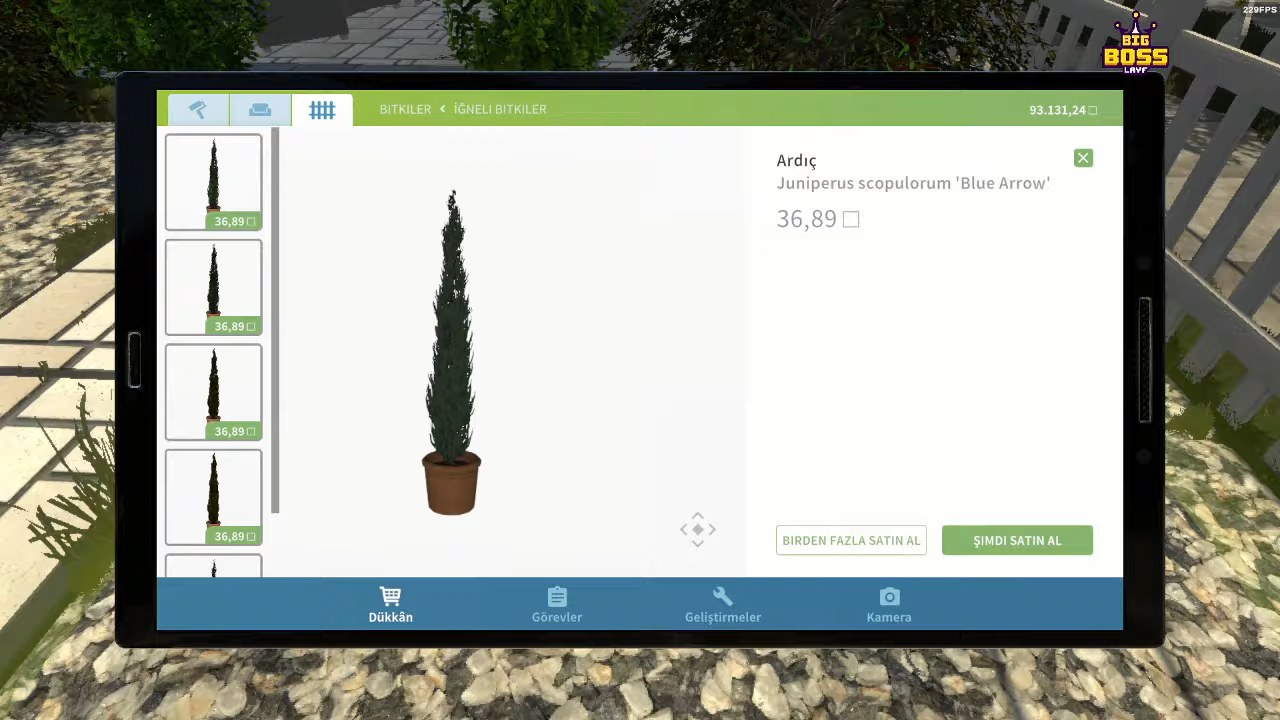 229FPS
BIG
BOSS
LAYF
BITKILER < İĞNELI BITKILER
93.131,24
Ardıç
Juniperus scopulorum 'Blue Arrow'
36,89
36,89
36,89
36,89
36,89
BIRDEN FAZLA SATIN AL
ŞIMDI SATIN AL
Dükkân
Görevler
Geliştirmeler
Kamera